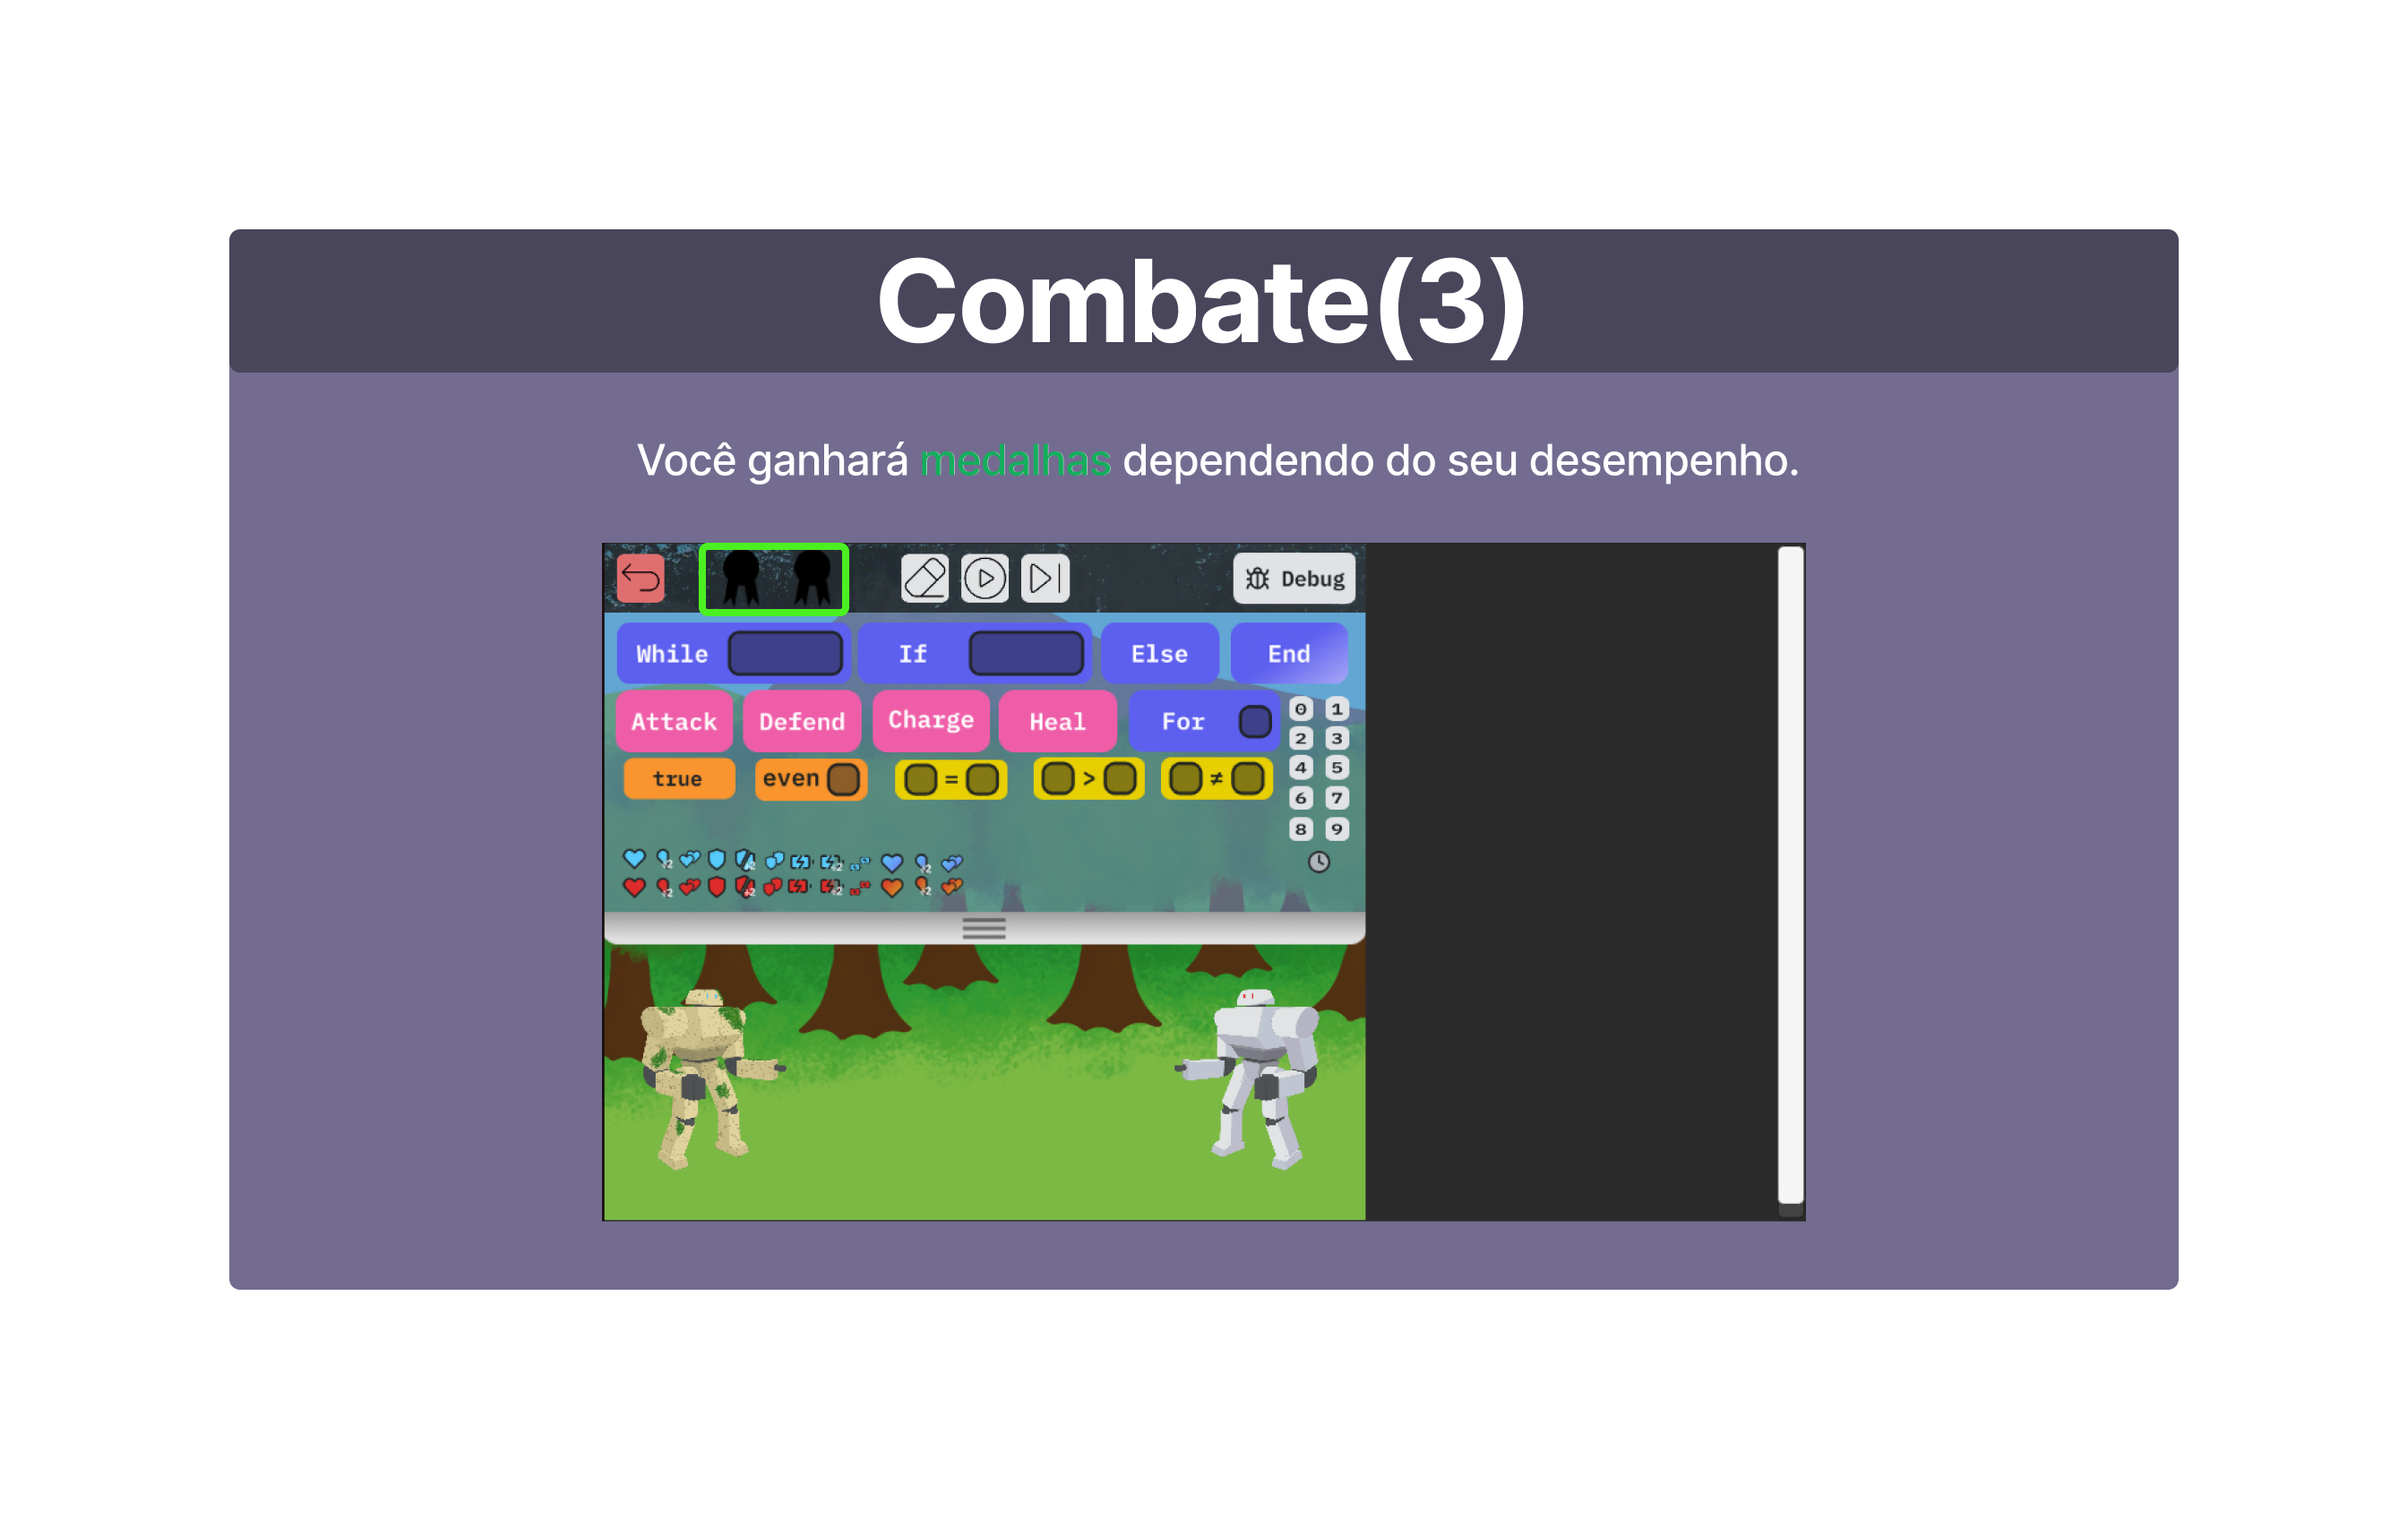 Combate(3)
Você ganhará medalhas dependendo do seu desempenho.
Debug
While If Else End
Attack Defend Charge Heal For
0 1
2 3
4 5
6 7
8 9
true even = > ≠